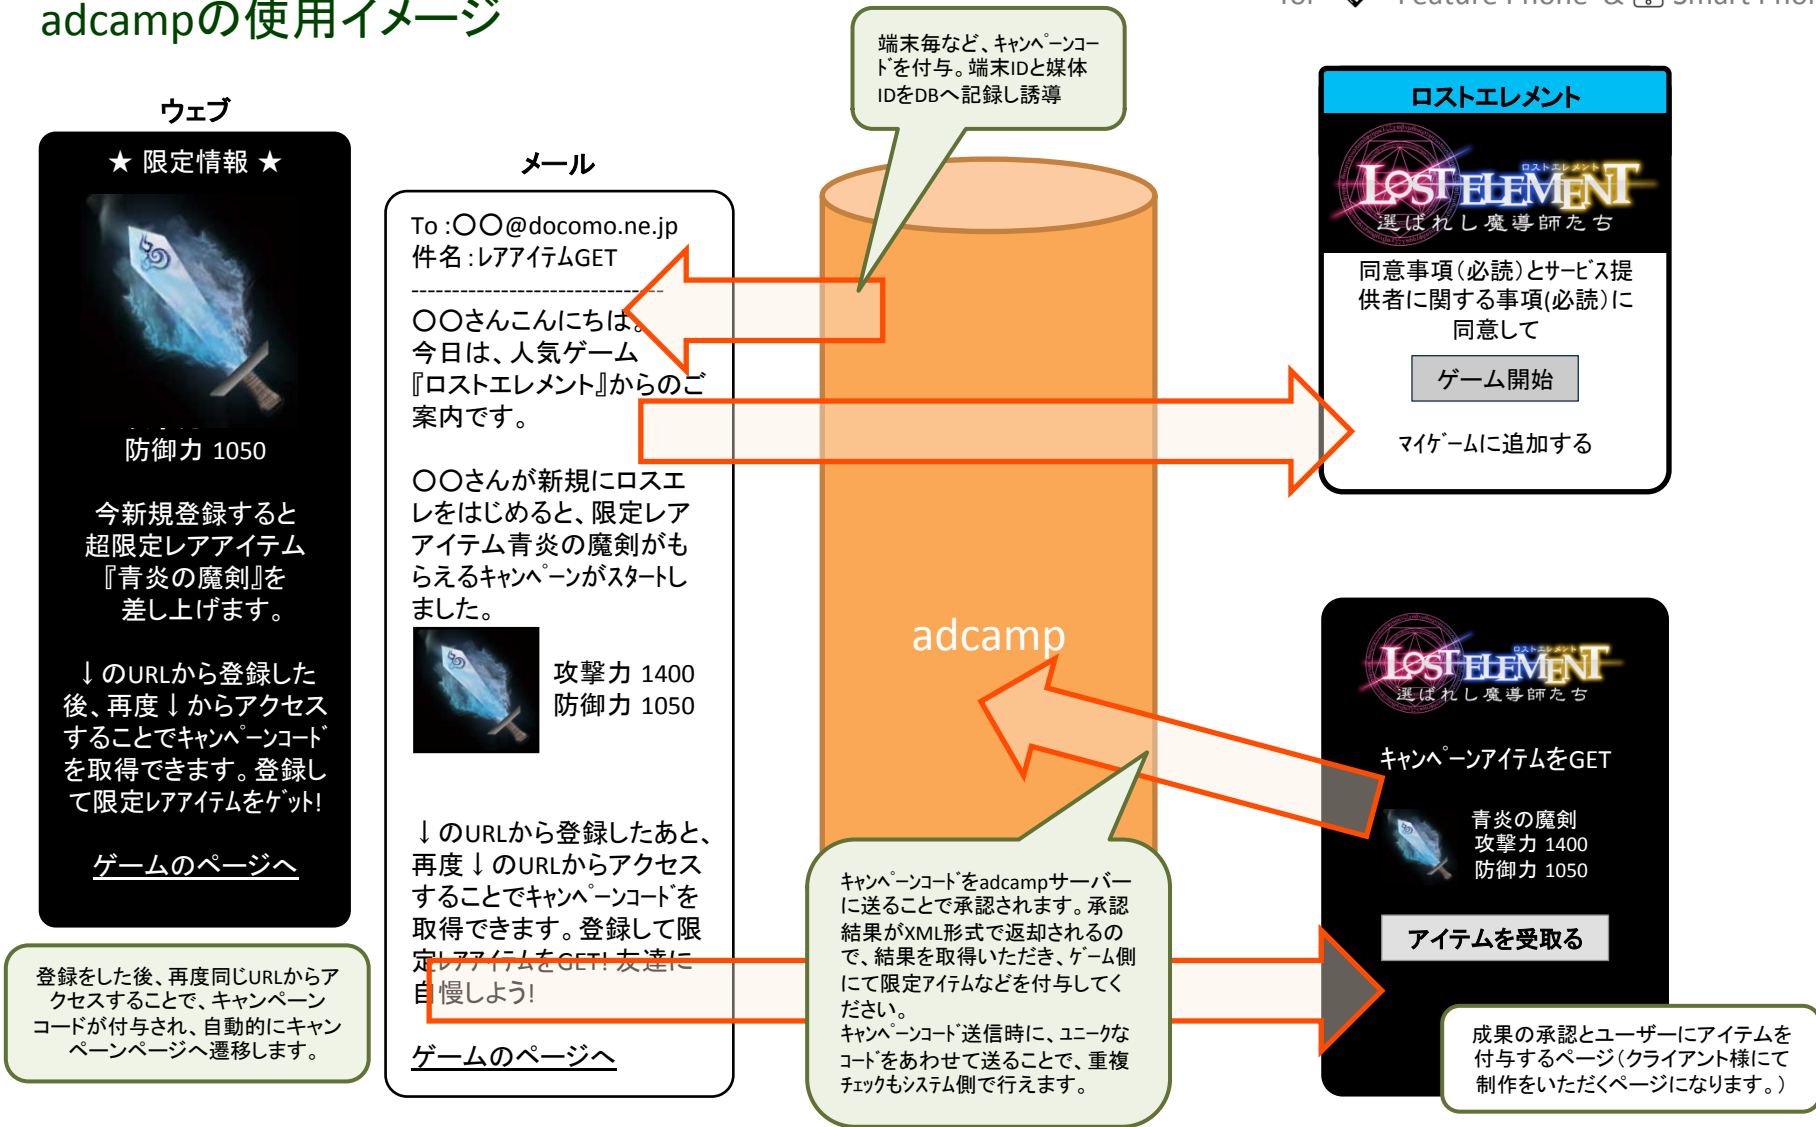 adcampの使用イメージ
Feature Phone &
ウェブ
★ 限定情報 ★
防御力 1050
今新規登録すると
超限定レアアイテム
『青炎の魔剣』を
差し上げます。
↓のURLから登録した
後、再度↓からアクセス
することでｷｬﾝﾍﾟｰﾝｺｰﾄﾞ
を取得できます。登録し
て限定ﾚｱｱｲﾃﾑをｹﾞｯﾄ!
ゲームのページへ
登録をした後、再度同じURLからア
クセスすることで、キャンペーン
コードが付与され、自動的にキャン
ペーンページへ遷移します。
メール
To :〇〇@docomo.ne.jp
件名 :ﾚｱｱｲﾃﾑGET
-------------------------------
〇〇さんこんにちは。
今日は、人気ゲーム
『ロストエレメント』からのご
案内です。
〇〇さんが新規にロスエ
レをはじめると、限定レア
アイテム青炎の魔剣がも
らえるｷｬﾝﾍﾟｰﾝがｽﾀｰﾄし
ました。
攻撃力 1400
防御力 1050
↓のURLから登録したあと、
再度↓のURLからアクセス
することでｷｬﾝﾍﾟｰﾝｺｰﾄﾞを
取得できます。登録して限
定ﾚｱｱｲﾃﾑをGET! 友達に
自慢しよう!
ゲームのページへ
端末毎など、ｷｬﾝﾍﾟｰﾝｺｰ
ﾄﾞを付与。端末IDと媒体
IDをDBへ記録し誘導
adcamp
ｷｬﾝﾍﾟｰﾝｺｰﾄﾞをadcampサーバー
に送ることで承認されます。承認
結果がXML形式で返却されるの
で、結果を取得いただき、ｹﾞｰﾑ側
にて限定ｱｲﾃﾑなどを付与してく
ださい。
ｷｬﾝﾍﾟｰﾝｺｰﾄﾞ送信時に、ﾕﾆｰｸな
ｺｰﾄﾞをあわせて送ることで、重複
ﾁｪｯｸもｼｽﾃﾑ側で行えます。
ロストエレメント
ロストエレメント
LOST ELEMENT
選ばれし魔導師たち
同意事項（必読）とｻｰﾋﾞｽ提
供者に関する事項(必読）に
同意して
ゲーム開始
ﾏｲｹﾞｰﾑに追加する
ロストエレメント
LOST ELEMENT
選ばれし魔導師たち
ｷｬﾝﾍﾟｰﾝｱｲﾃﾑをGET
青炎の魔剣
攻撃力 1400
防御力 1050
アイテムを受取る
成果の承認とユーザーにアイテムを
付与するページ（クライアント様にて
制作をいただくページになります。）